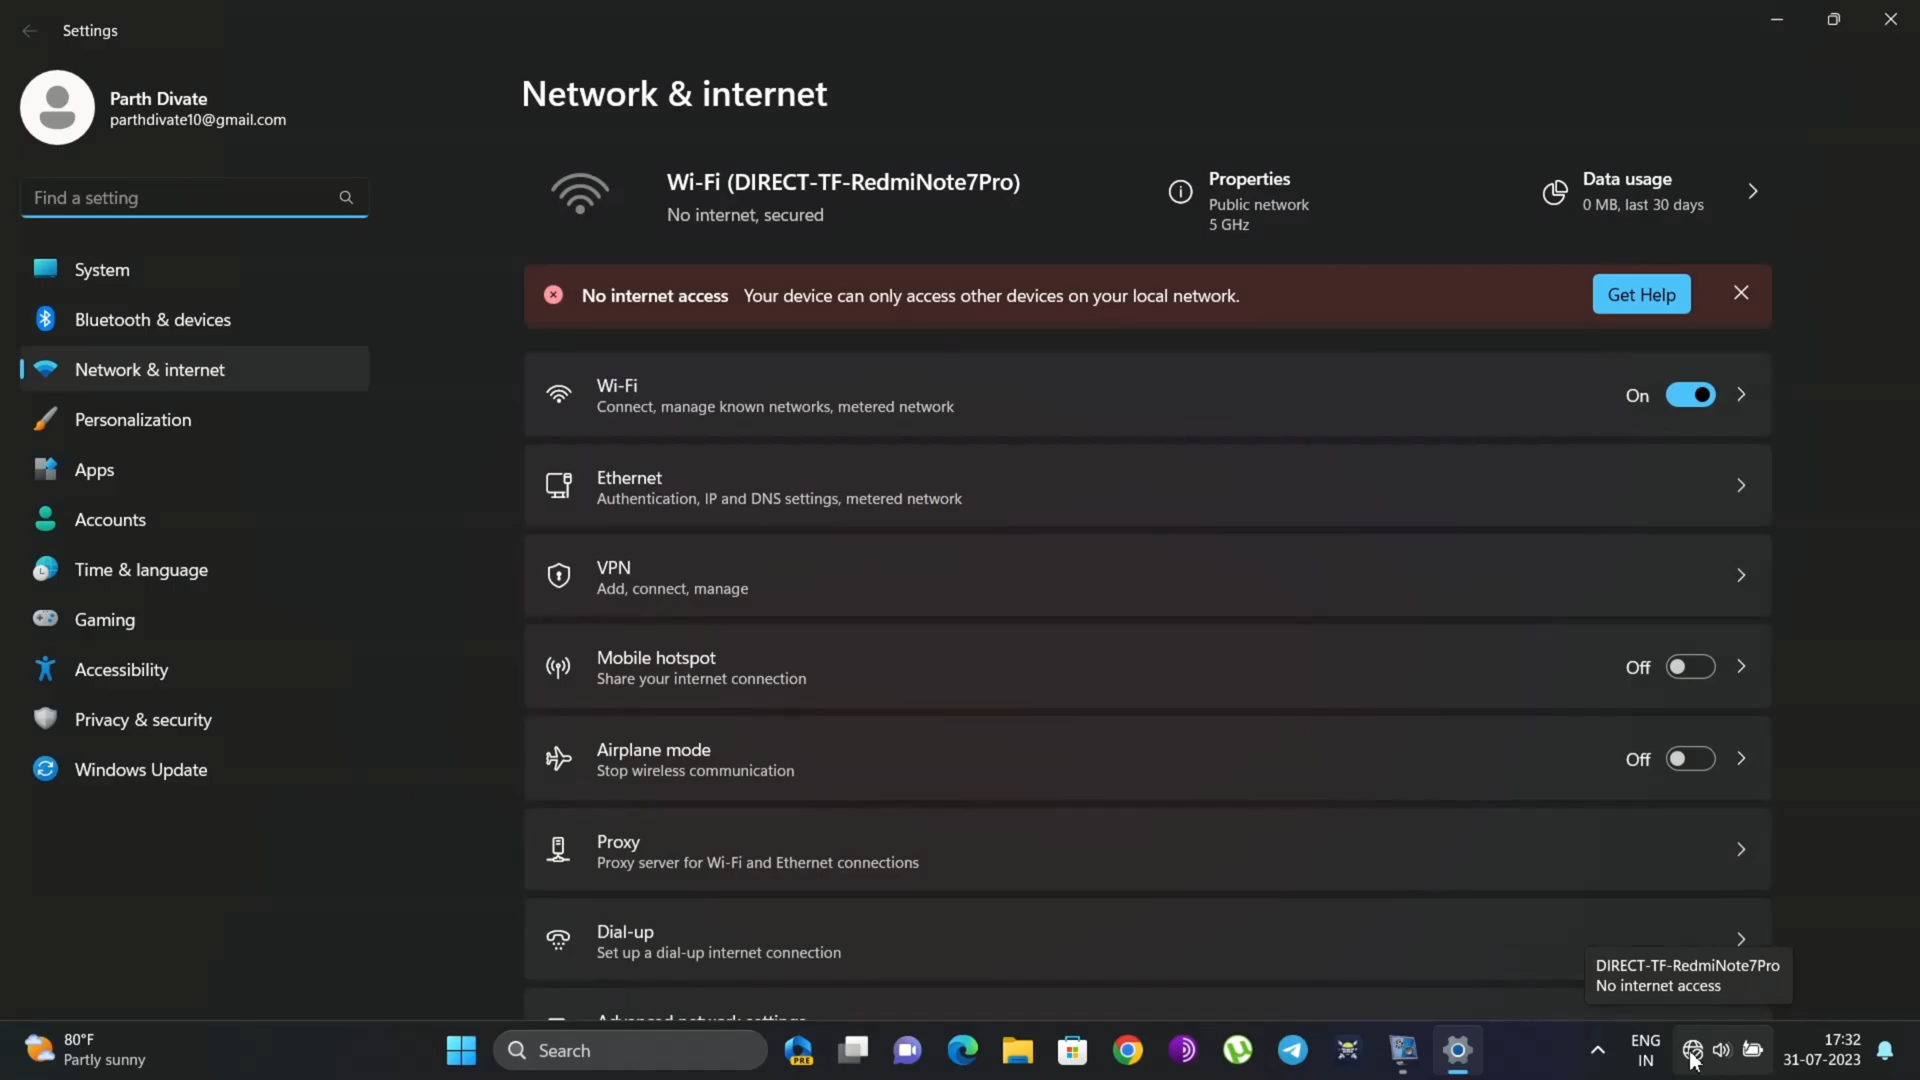 Settings
Parth Divate
parthdivate10@gmail.com
Find a setting
System
Bluetooth & devices
Network & internet
Personalization
Apps
Accounts
Time & language
Gaming
Accessibility
Privacy & security
Windows Update
Network & internet
Wi-Fi (DIRECT-TF-RedmiNote7Pro)
No internet, secured
Properties
Public network
5 GHz
Data usage
0 MB, last 30 days
No internet access Your device can only access other devices on your local network.
Get Help
Wi-Fi
Connect, manage known networks, metered network
On
Ethernet
Authentication, IP and DNS settings, metered network
VPN
Add, connect, manage
Mobile hotspot
Share your internet connection
Off
Airplane mode
Stop wireless communication
Off
Proxy
Proxy server for Wi-Fi and Ethernet connections
Dial-up
Set up a dial-up internet connection
Advanced network settings
DIRECT-TF-RedmiNote7Pro
No internet access
80°F
Partly sunny
Search
PRE
ENG
IN
17:32
31-07-2023